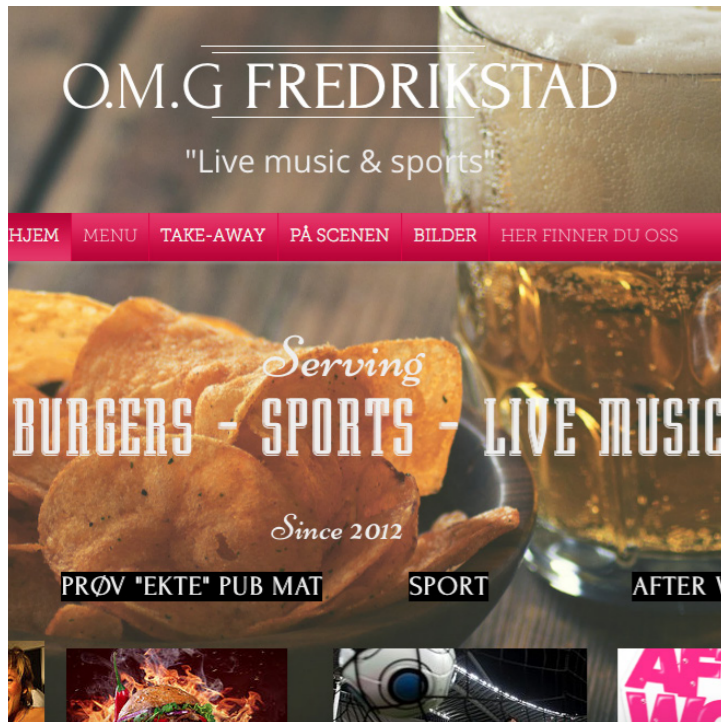 O.M.G FREDRIKSTAD
"Live music & sports"
HJEM MENU TAKE-AWAY PÅ SCENEN BILDER HER FINNER DU OSS
Serving
BURGERS - SPORTS - LIVE MUSIC
Since 2012
PRØV "EKTE" PUB MAT SPORT AFTER